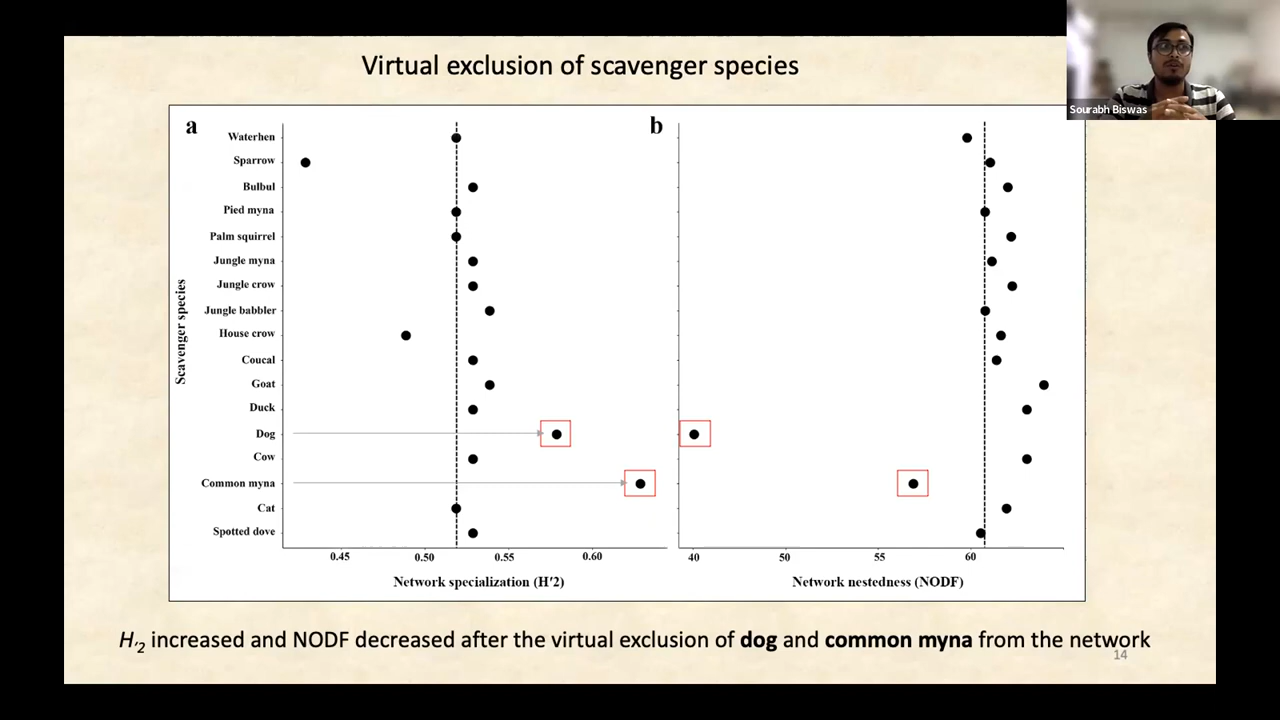 Virtual exclusion of scavenger species
Sourabh Biswas
a
b
Scavenger species
Waterhen
Sparrow
Bulbul
Pied myna
Palm squirrel
Jungle myna
Jungle crow
Jungle babbler
House crow
Coucal
Goat
Duck
Dog
Cow
Common myna
Cat
Spotted dove
0.45 0.50 0.55 0.60
40 50 55 60
Network specialization (H′2)
Network nestedness (NODF)
H′2 increased and NODF decreased after the virtual exclusion of dog and common myna from the network
14